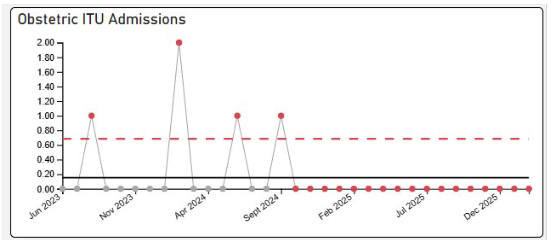 Obstetric ITU Admissions
2.00
1.80
1.60
1.40
1.20
1.00
0.80
0.60
0.40
0.20
0.00
Jun 2023
Nov 2023
Apr 2024
Sept 2024
Feb 2025
Jul 2025
Dec 2025